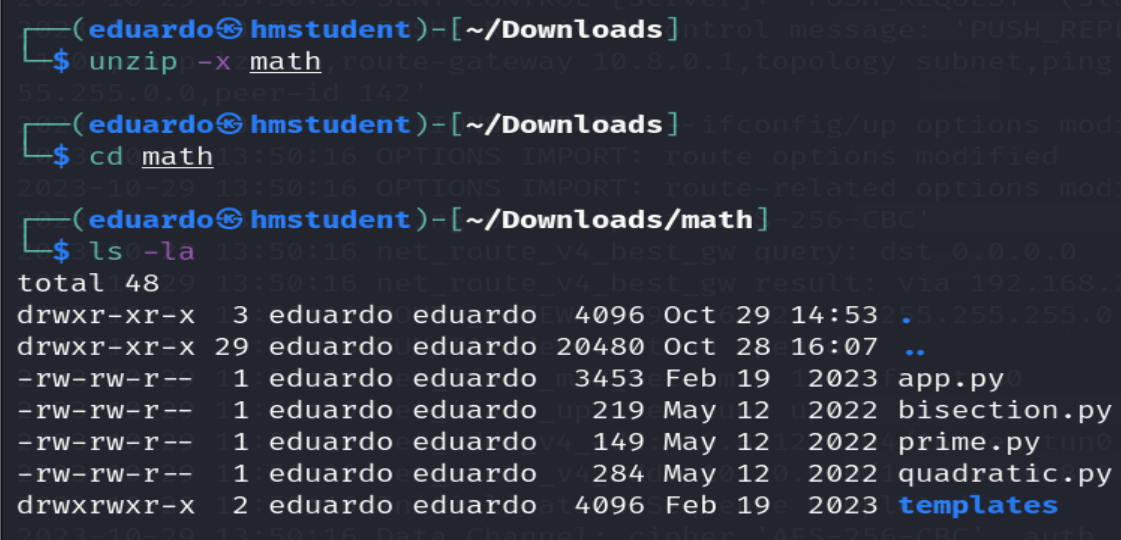 ┌──(eduardo㉿hmstudent)-[~/Downloads]
└─$ unzip -x math
┌──(eduardo㉿hmstudent)-[~/Downloads]
└─$ cd math
┌──(eduardo㉿hmstudent)-[~/Downloads/math]
└─$ ls -la
total 48
drwxr-xr-x  3 eduardo eduardo  4096 Oct 29 14:53 .
drwxr-xr-x 29 eduardo eduardo 20480 Oct 28 16:07 ..
-rw-rw-r--  1 eduardo eduardo  3453 Feb 19  2023 app.py
-rw-rw-r--  1 eduardo eduardo   219 May 12  2022 bisection.py
-rw-rw-r--  1 eduardo eduardo   149 May 12  2022 prime.py
-rw-rw-r--  1 eduardo eduardo   284 May 12  2022 quadratic.py
drwxrwxr-x  2 eduardo eduardo  4096 Feb 19  2023 templates